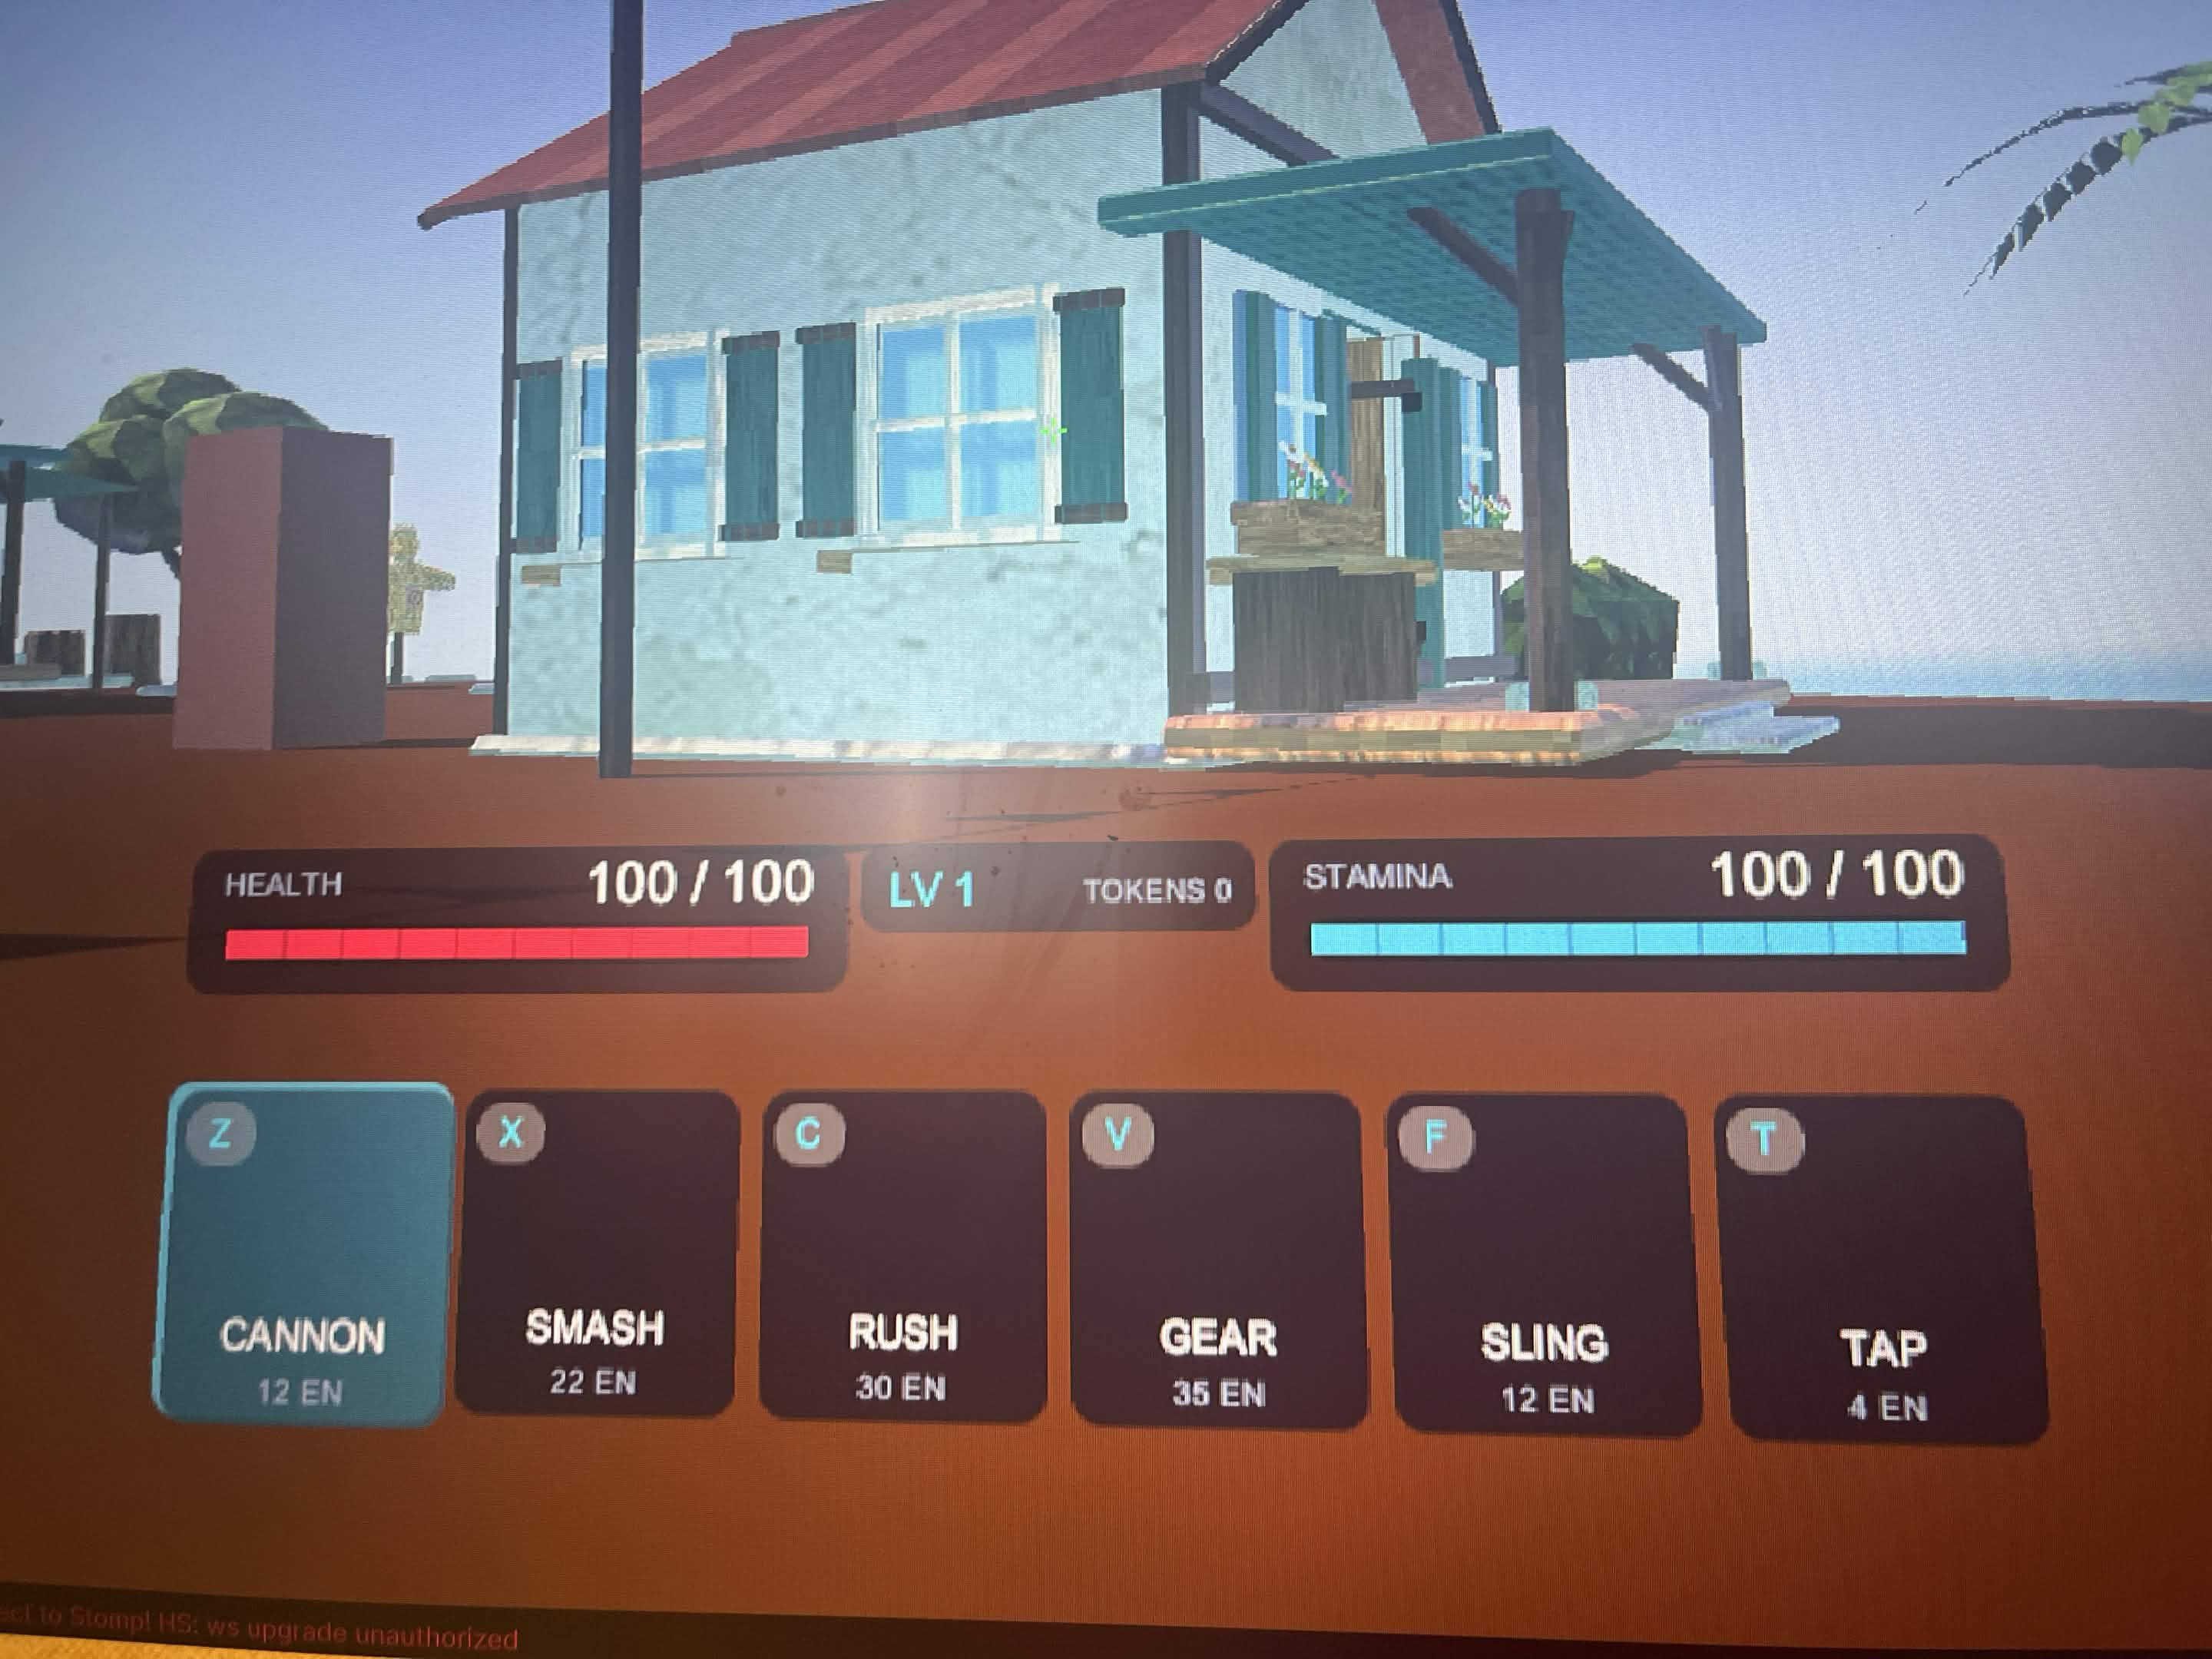 HEALTH 100 / 100
LV 1 TOKENS 0
STAMINA 100 / 100
Z
CANNON
12 EN
X
SMASH
22 EN
C
RUSH
30 EN
V
GEAR
35 EN
F
SLING
12 EN
T
TAP
4 EN
to Stomp! HS: ws upgrade unauthorized